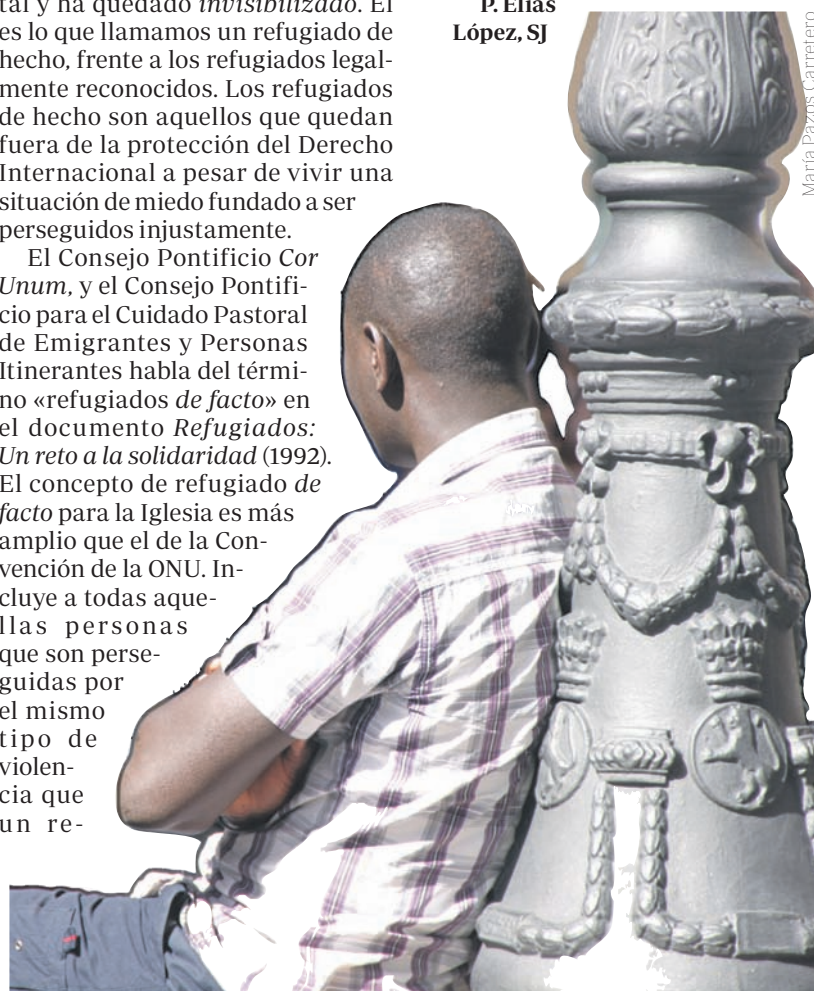 tal y ha quedado invisibilizado. Él
es lo que llamamos un refugiado de
hecho, frente a los refugiados legal-
mente reconocidos. Los refugiados
de hecho son aquellos que quedan
fuera de la protección del Derecho
Internacional a pesar de vivir una
situación de miedo fundado a ser
perseguidos injustamente.
El Consejo Pontificio Cor
Unum, y el Consejo Pontifi-
cio para el Cuidado Pastoral
de Emigrantes y Personas
Itinerantes habla del térmi-
no «refugiados de facto» en
el documento Refugiados:
Un reto a la solidaridad (1992).
El concepto de refugiado de
facto para la Iglesia es más
amplio que el de la Con-
vención de la ONU. In-
cluye a todas aque-
llas personas
que son perse-
guidas por
el mismo
tipo de
violen-
cia que
un re-
P. Elías
López, SJ
María Pazos Carretero